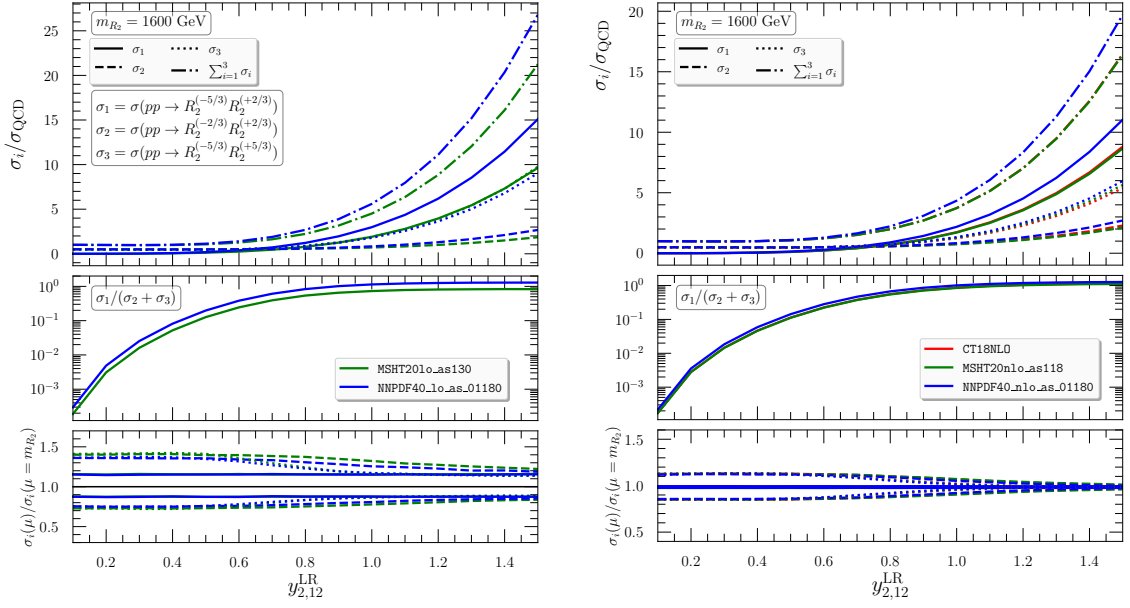 m_{R_2} = 1600 GeV
σ_1
σ_3
σ_2
∑_{i=1}^{3} σ_i
σ_1 = σ(pp → R_2^{(−5/3)} R_2^{(+2/3)})
σ_2 = σ(pp → R_2^{(−2/3)} R_2^{(+2/3)})
σ_3 = σ(pp → R_2^{(−5/3)} R_2^{(+5/3)})
σ_i/σ_QCD
25
20
15
10
5
0
σ_1/(σ_2 + σ_3)
10^0
10^{−1}
10^{−2}
10^{−3}
MSHT20lo_as130
NNPDF40_lo_as_01180
σ_i(μ)/σ_i(μ = m_{R_2})
1.5
1.0
0.5
0.2 0.4 0.6 0.8 1.0 1.2 1.4
y_{2,12}^{LR}
m_{R_2} = 1600 GeV
σ_1
σ_3
σ_2
∑_{i=1}^{3} σ_i
σ_i/σ_QCD
20
15
10
5
0
σ_1/(σ_2 + σ_3)
10^0
10^{−1}
10^{−2}
10^{−3}
CT18NLO
MSHT20nlo_as118
NNPDF40_nlo_as_01180
σ_i(μ)/σ_i(μ = m_{R_2})
1.5
1.0
0.5
0.2 0.4 0.6 0.8 1.0 1.2 1.4
y_{2,12}^{LR}